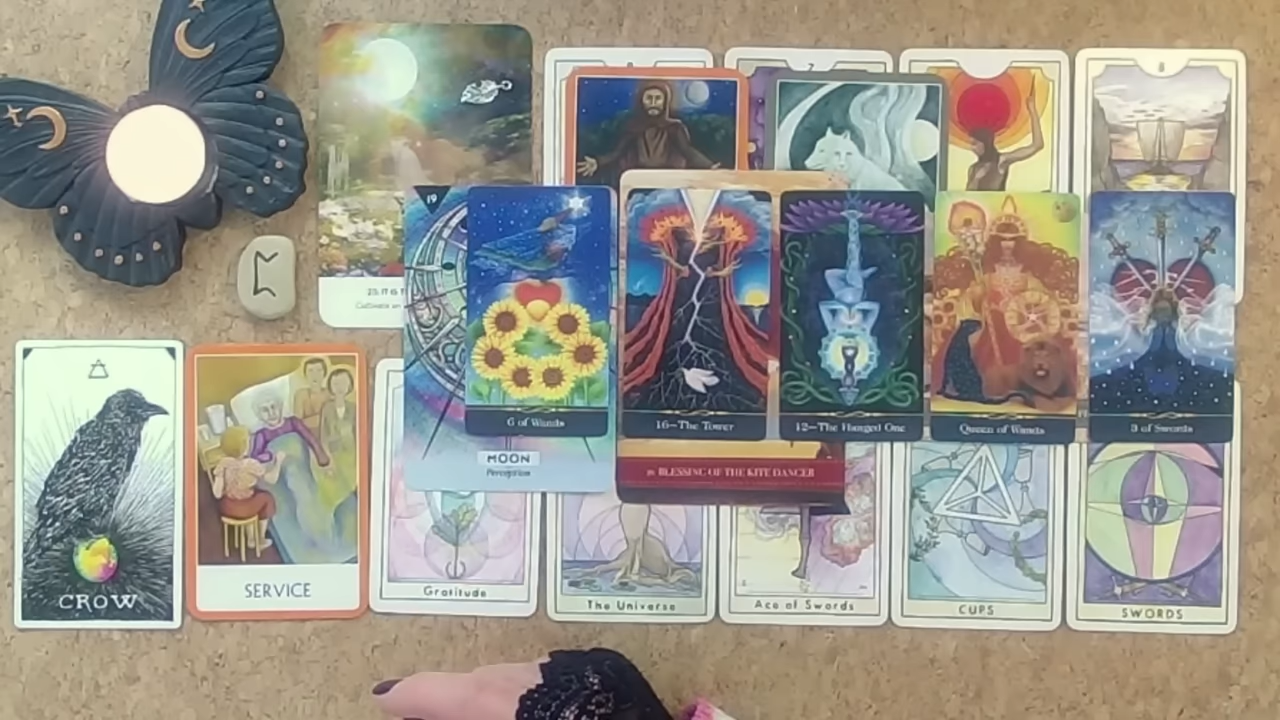 19
6 of Wands
16—The Tower
12—The Hanged One
Queen of Wands
3 of Swords
MOON
Perception
BLESSING OF THE KITE DANCER
CROW
SERVICE
Gratitude
The Universe
Ace of Swords
CUPS
SWORDS